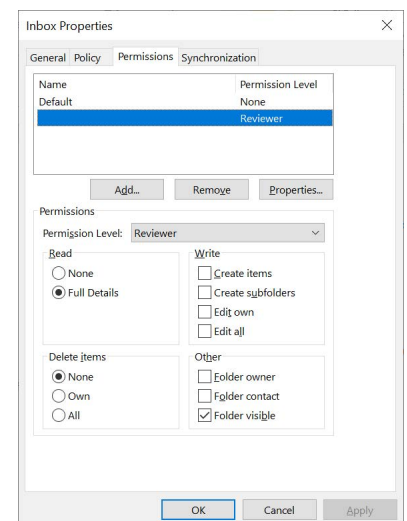 Inbox Properties
General Policy Permissions Synchronization
Name Permission Level
Default None
Reviewer
Add... Remove Properties...
Permissions
Permission Level: Reviewer
Read Write
None Create items
Full Details Create subfolders
Edit own
Edit all
Delete items Other
None Folder owner
Own Folder contact
All Folder visible
OK Cancel Apply